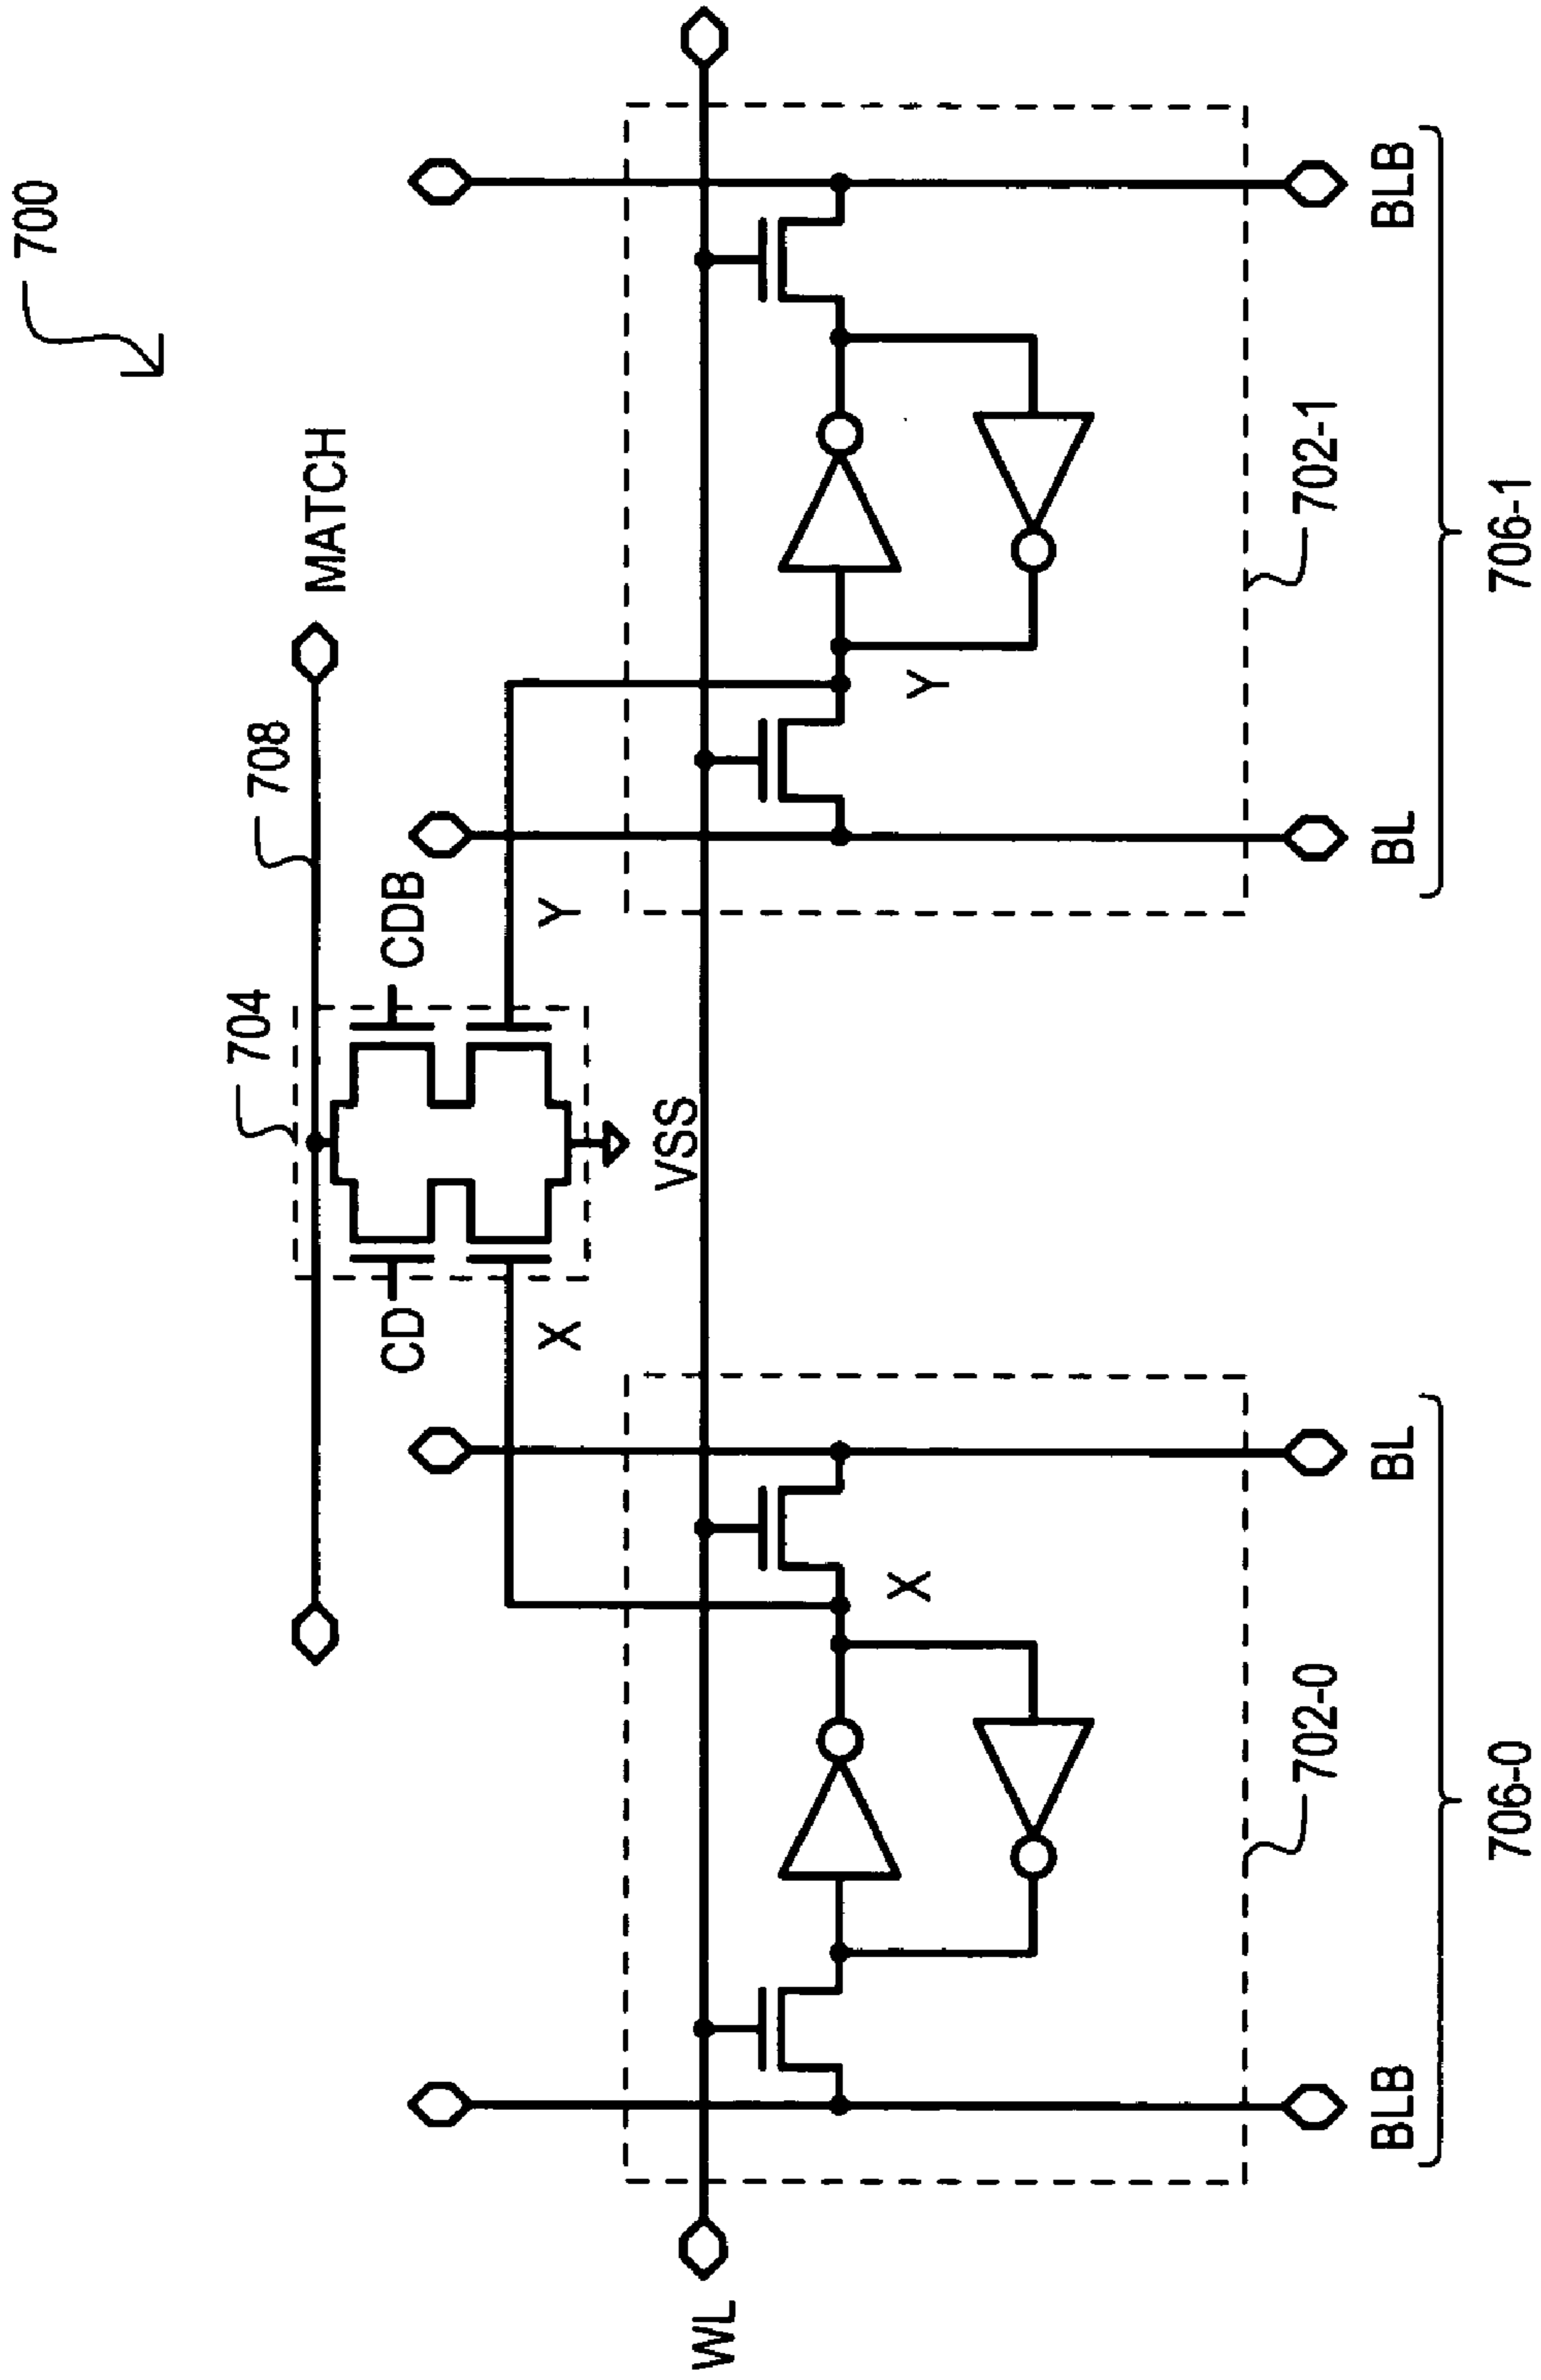 700
MATCH
708
704
CD
CDB
X
Y
VSS
WL
X
Y
702-0
702-1
BLB
BL
BL
BLB
706-0
706-1